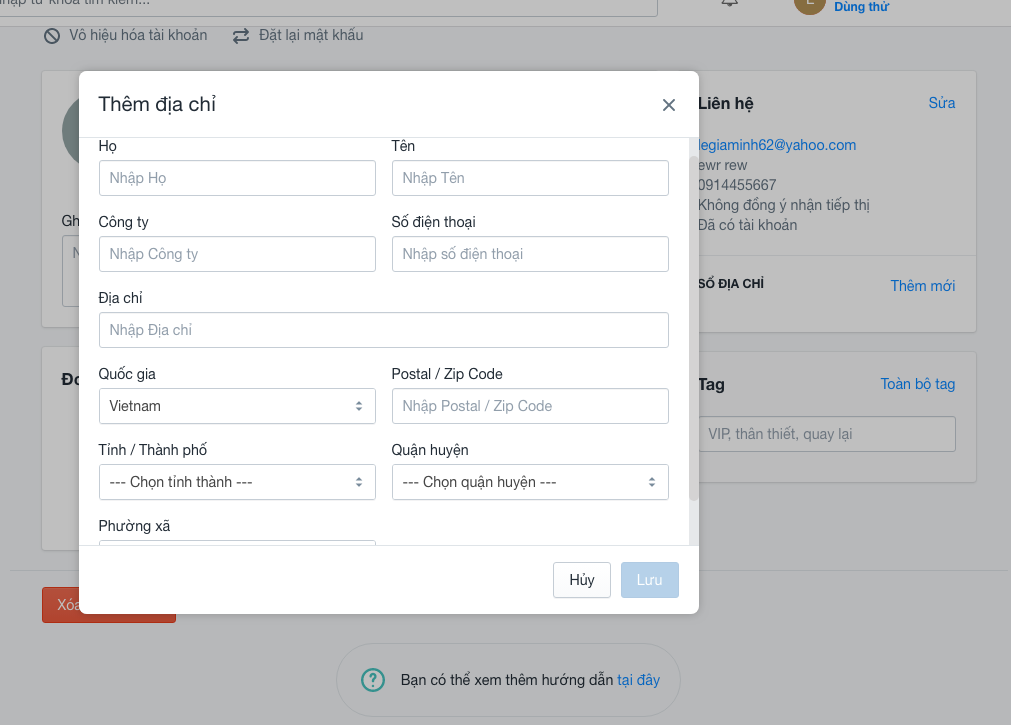 nhập từ khóa tìm kiếm...
Dùng thử
Vô hiệu hóa tài khoản
Đặt lại mật khẩu
Thêm địa chỉ
Họ
Tên
Nhập Họ
Nhập Tên
Công ty
Số điện thoại
Nhập Công ty
Nhập số điện thoại
Địa chỉ
Nhập Địa chỉ
Quốc gia
Postal / Zip Code
Vietnam
Nhập Postal / Zip Code
Tỉnh / Thành phố
Quận huyện
--- Chọn tỉnh thành ---
--- Chọn quận huyện ---
Phường xã
Hủy
Lưu
Liên hệ
Sửa
legiaminh62@yahoo.com
ewr rew
0914455667
Không đồng ý nhận tiếp thị
Đã có tài khoản
SỔ ĐỊA CHỈ
Thêm mới
Tag
Toàn bộ tag
VIP, thân thiết, quay lại
Gh
Xóa
Bạn có thể xem thêm hướng dẫn tại đây